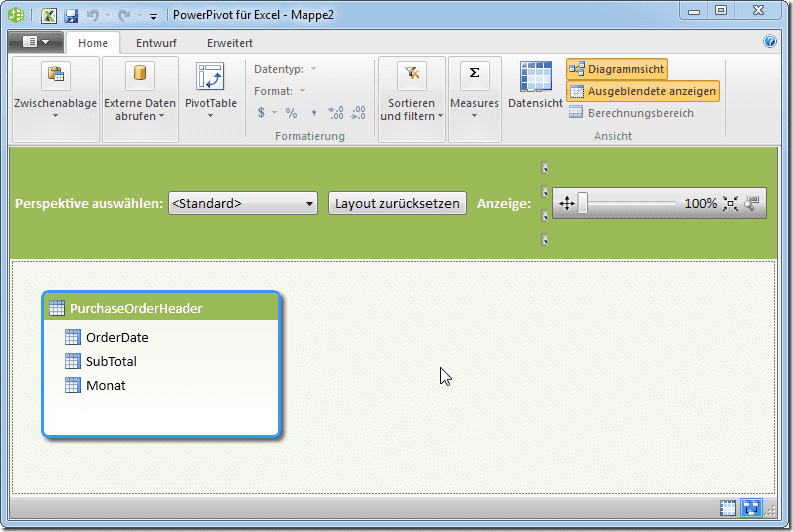 PowerPivot für Excel - Mappe2
Home Entwurf Erweitert
Zwischenablage
Externe Daten
abrufen
PivotTable
Datentyp:
Format:
$ % , ,0 ,00
,00 ,0
Formatierung
Sortieren
und filtern
Σ
Measures
Datensicht
Diagrammsicht
Ausgeblendete anzeigen
Berechnungsbereich
Ansicht
Perspektive auswählen: <Standard> Layout zurücksetzen Anzeige: 100%
PurchaseOrderHeader
OrderDate
SubTotal
Monat